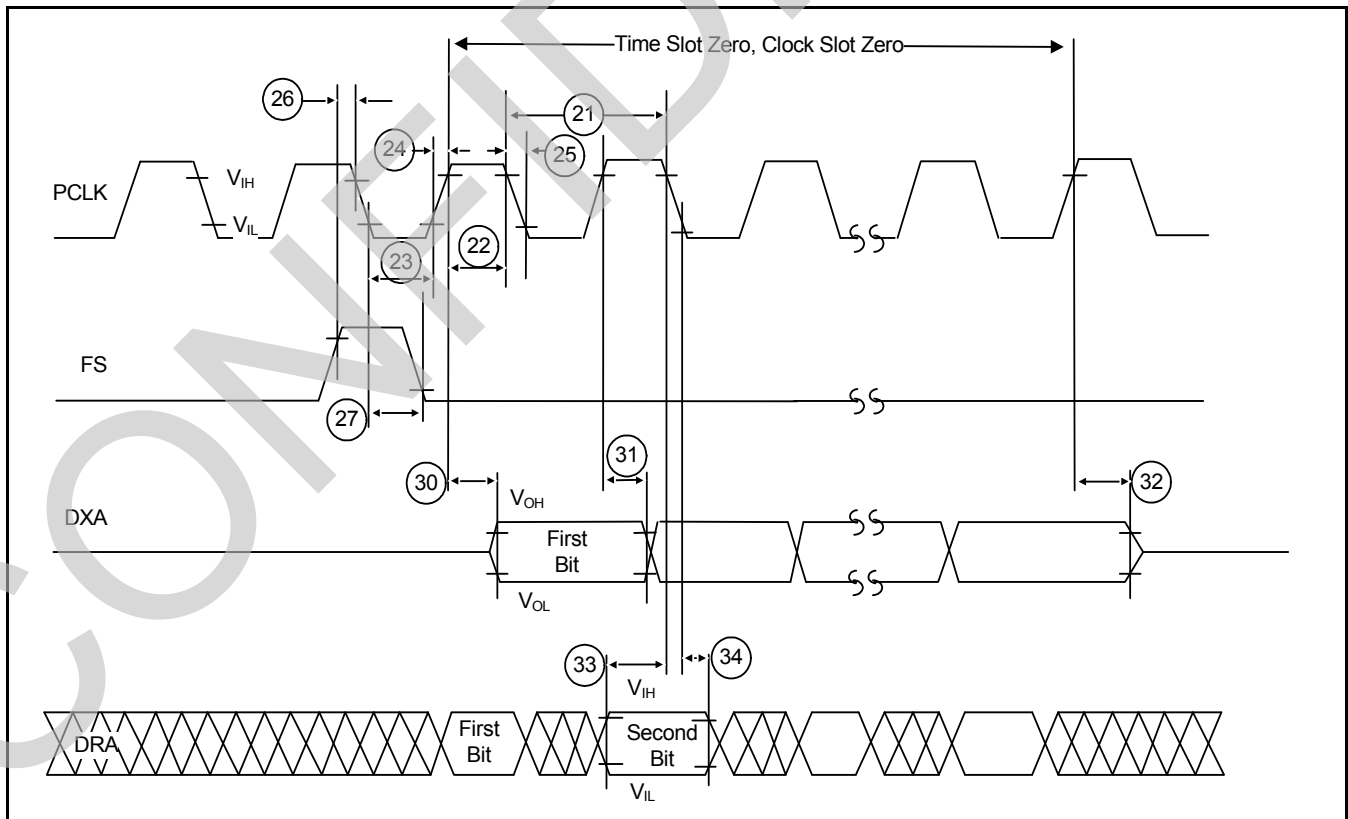 Time Slot Zero, Clock Slot Zero
26
21
24
25
PCLK
VIH
VIL
22
23
FS
27
31
30
32
VOH
DXA
First
Bit
VOL
33
34
VIH
DRA
First
Bit
Second
Bit
VIL
CONFID